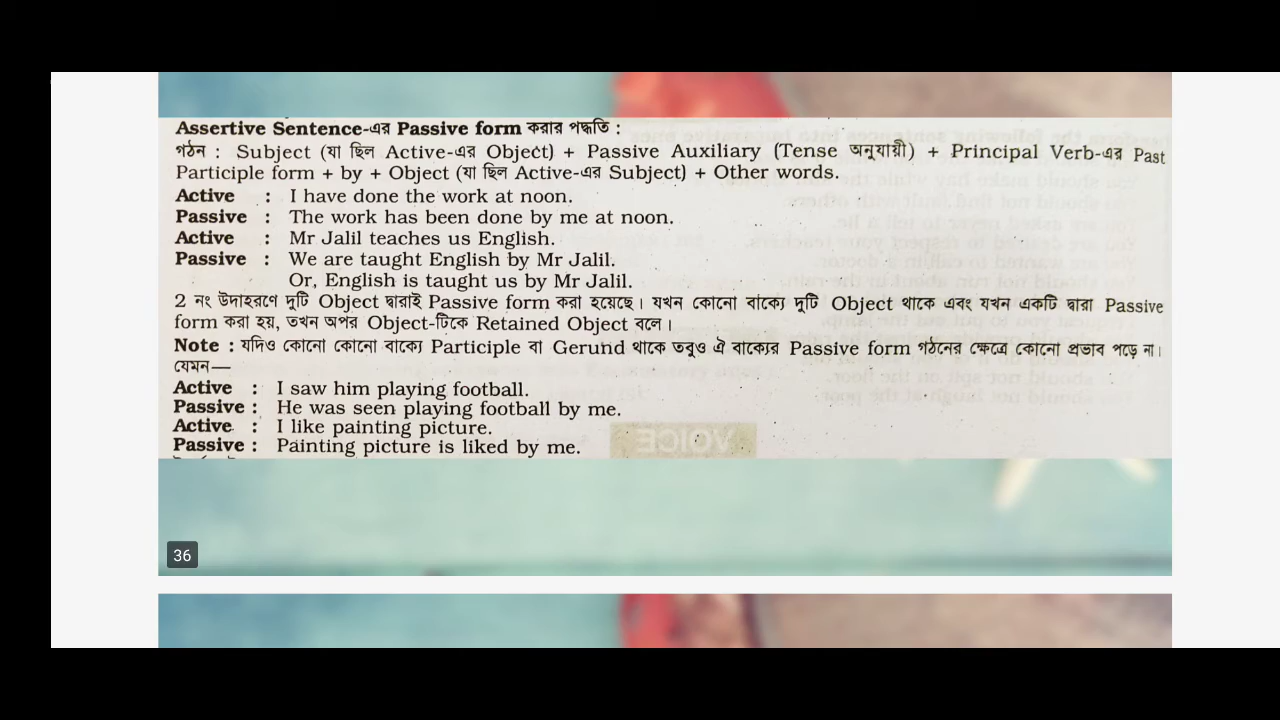 Assertive Sentence-এর Passive form করার পদ্ধতি :
গঠন : Subject (যা ছিল Active-এর Object) + Passive Auxiliary (Tense অনুযায়ী) + Principal Verb-এর Past
Participle form + by + Object (যা ছিল Active-এর Subject) + Other words.
Active : I have done the work at noon.
Passive : The work has been done by me at noon.
Active : Mr Jalil teaches us English.
Passive : We are taught English by Mr Jalil.
Or, English is taught us by Mr Jalil.
2 নং উদাহরণে দুটি Object দ্বারাই Passive form করা হয়েছে। যখন কোনো বাক্যে দুটি Object থাকে এবং যখন একটি দ্বারা Passive
form করা হয়, তখন অপর Object-টিকে Retained Object বলে।
Note : যদিও কোনো কোনো বাক্যে Participle বা Gerund থাকে তবুও ঐ বাক্যের Passive form গঠনের ক্ষেত্রে কোনো প্রভাব পড়ে না।
যেমন—
Active : I saw him playing football.
Passive : He was seen playing football by me.
Active : I like painting picture.
Passive : Painting picture is liked by me.
36